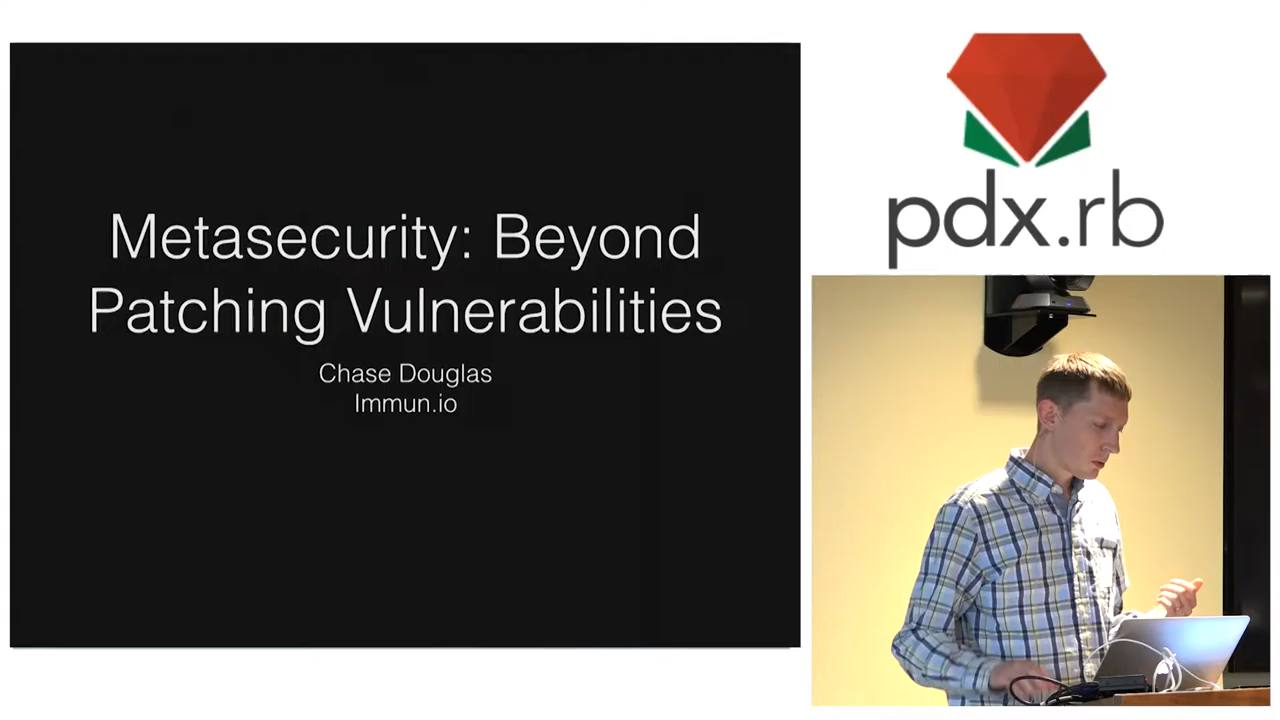 Metasecurity: Beyond
Patching Vulnerabilities
Chase Douglas
Immun.io
pdx.rb